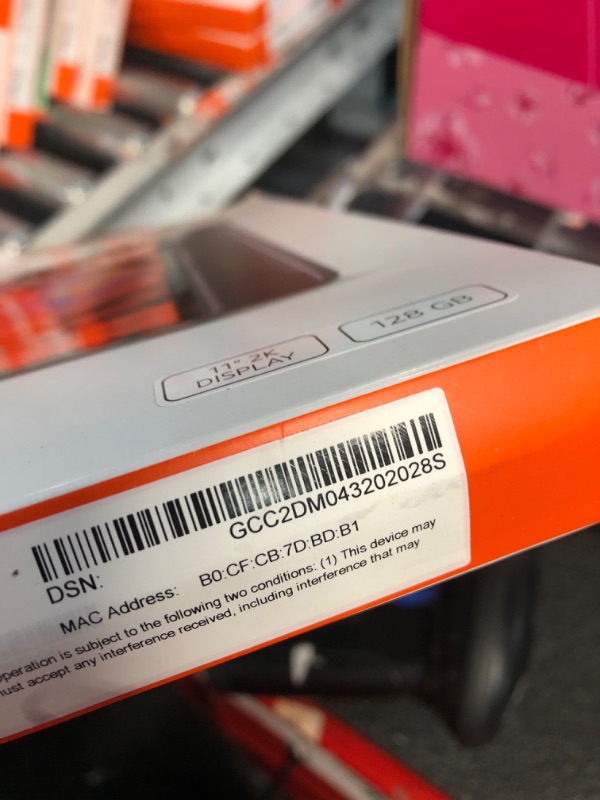 11" 2K
DISPLAY
128 GB
GCC2DM043202028S
DSN:
MAC Address: B0:CF:CB:7D:BD:B1
operation is subject to the following two conditions: (1) This device may
must accept any interference received, including interference that may